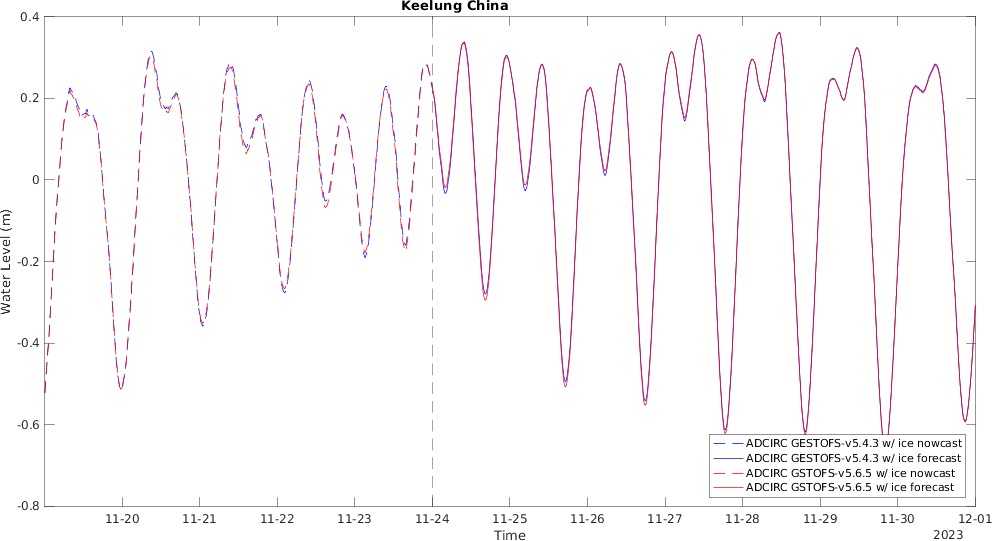 Keelung China
0.4
0.2
0
-0.2
-0.4
-0.6
-0.8
Water Level (m)
ADCIRC GESTOFS-v5.4.3 w/ ice nowcast
ADCIRC GESTOFS-v5.4.3 w/ ice forecast
ADCIRC GSTOFS-v5.6.5 w/ ice nowcast
ADCIRC GSTOFS-v5.6.5 w/ ice forecast
11-20 11-21 11-22 11-23 11-24 11-25 11-26 11-27 11-28 11-29 11-30 12-01
Time
2023